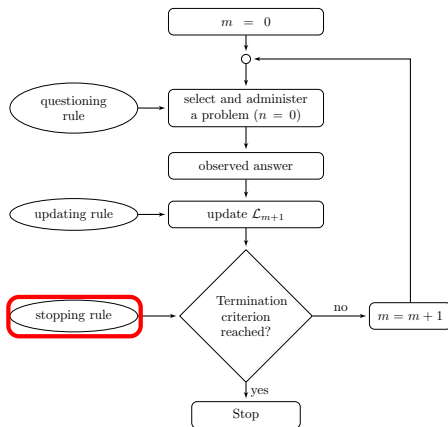 m = 0
questioning
rule
select and administer
a problem (n = 0)
observed answer
updating rule
update 𝓛ₘ₊₁
stopping rule
Termination
criterion
reached?
no
m = m + 1
yes
Stop